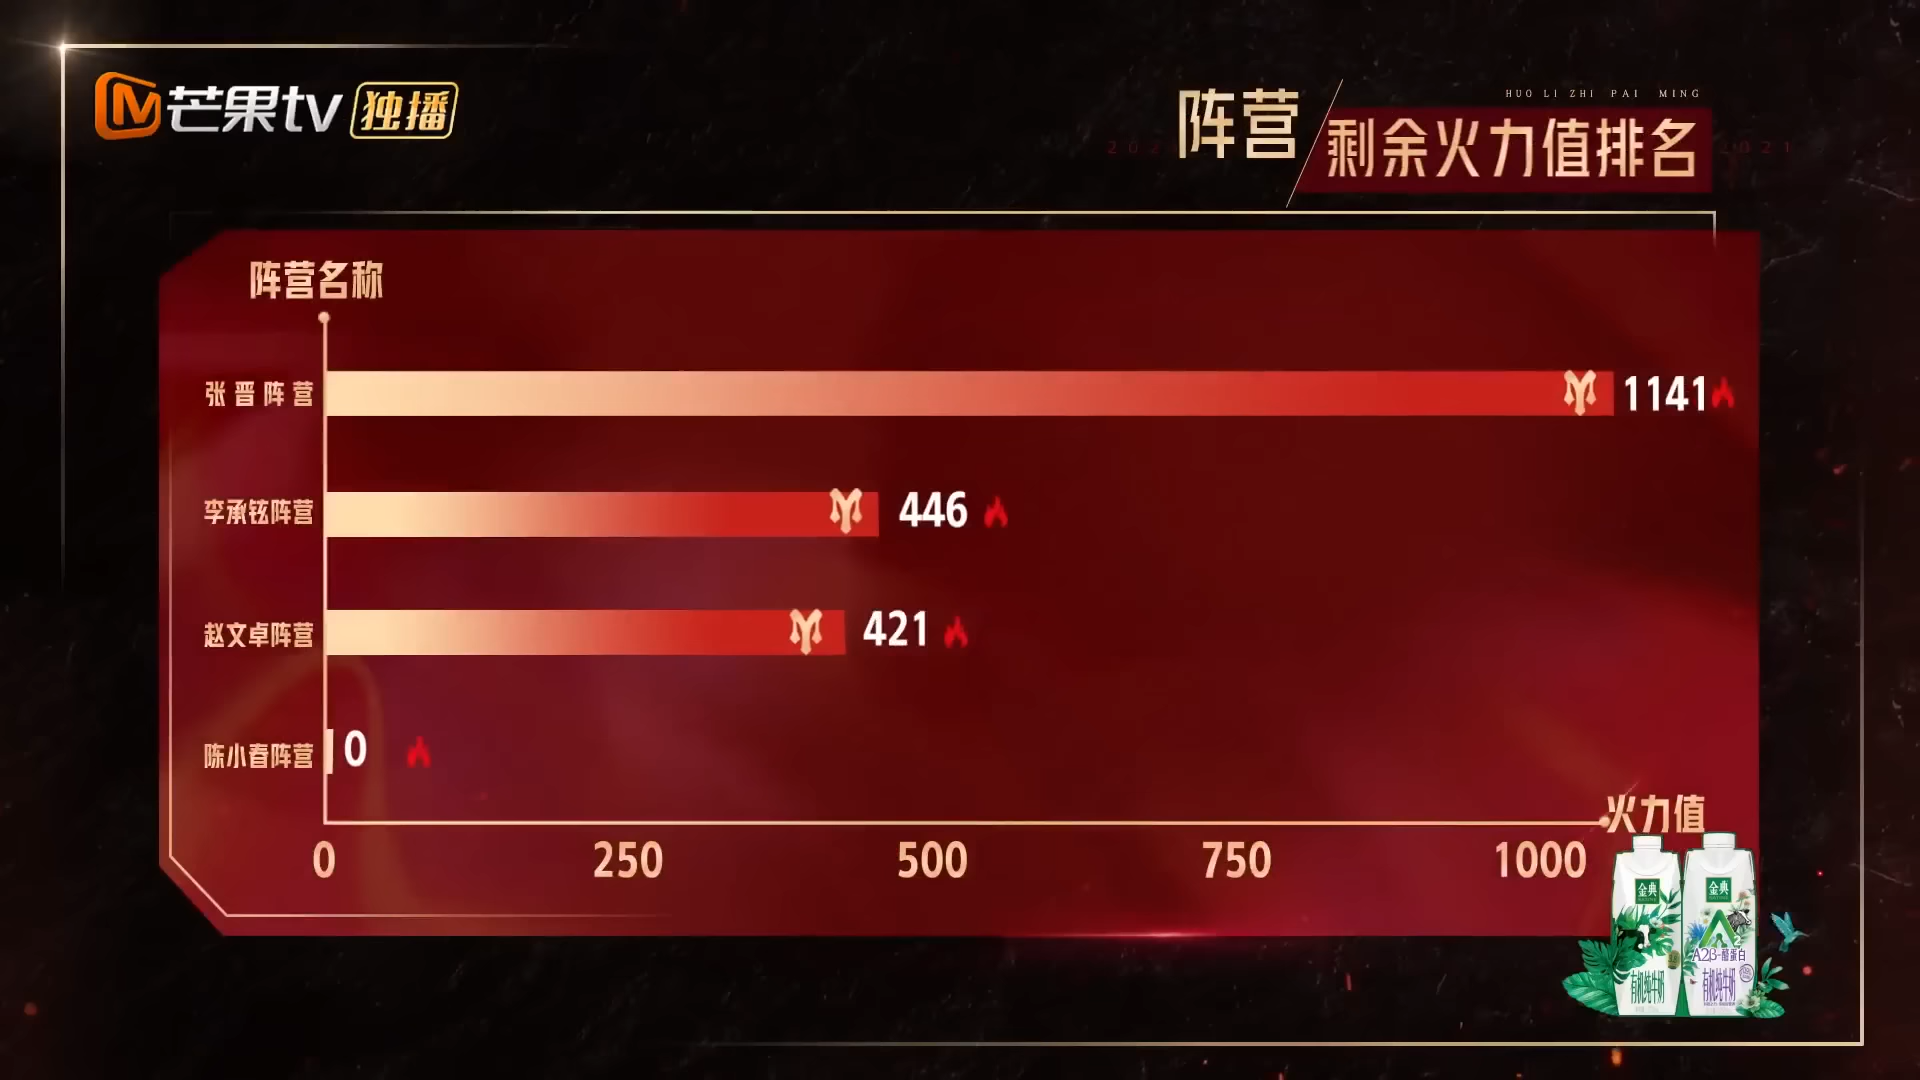 芒果tv 独播
HUO LI ZHI PAI MING
阵营
剩余火力值排名
2021
阵营名称
张晋阵营 1141
李承铉阵营 446
赵文卓阵营 421
陈小春阵营 0
火力值
0 250 500 750 1000
金典 金典
A2β-酪蛋白
有机纯牛奶 有机纯牛奶